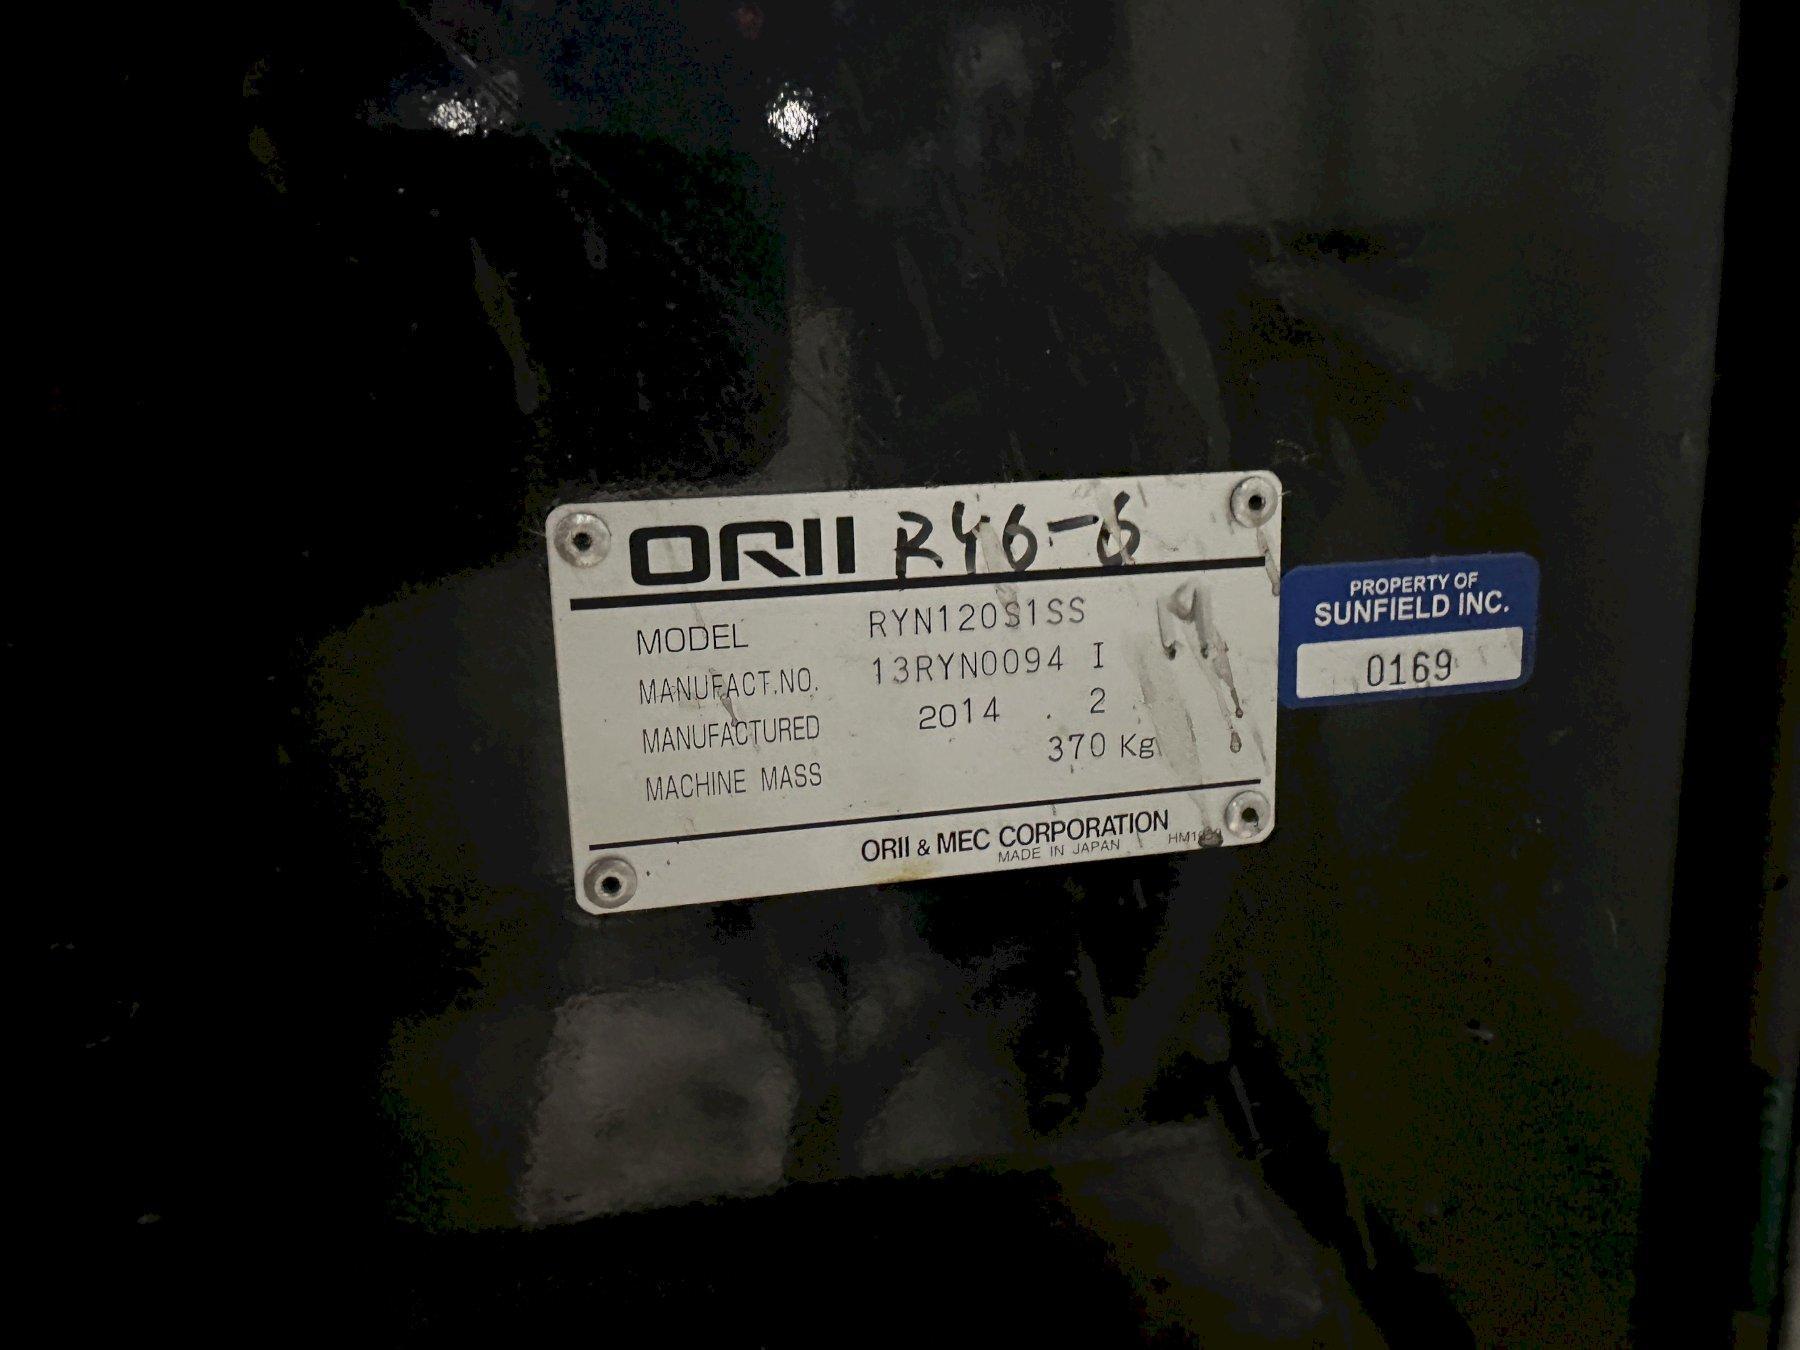 ORII R46-6
MODEL RYN120S1SS
MANUFACT.NO. 13RYN0094 I
MANUFACTURED 2014 . 2
MACHINE MASS 370 Kg
ORII & MEC CORPORATION
MADE IN JAPAN
PROPERTY OF
SUNFIELD INC.
0169